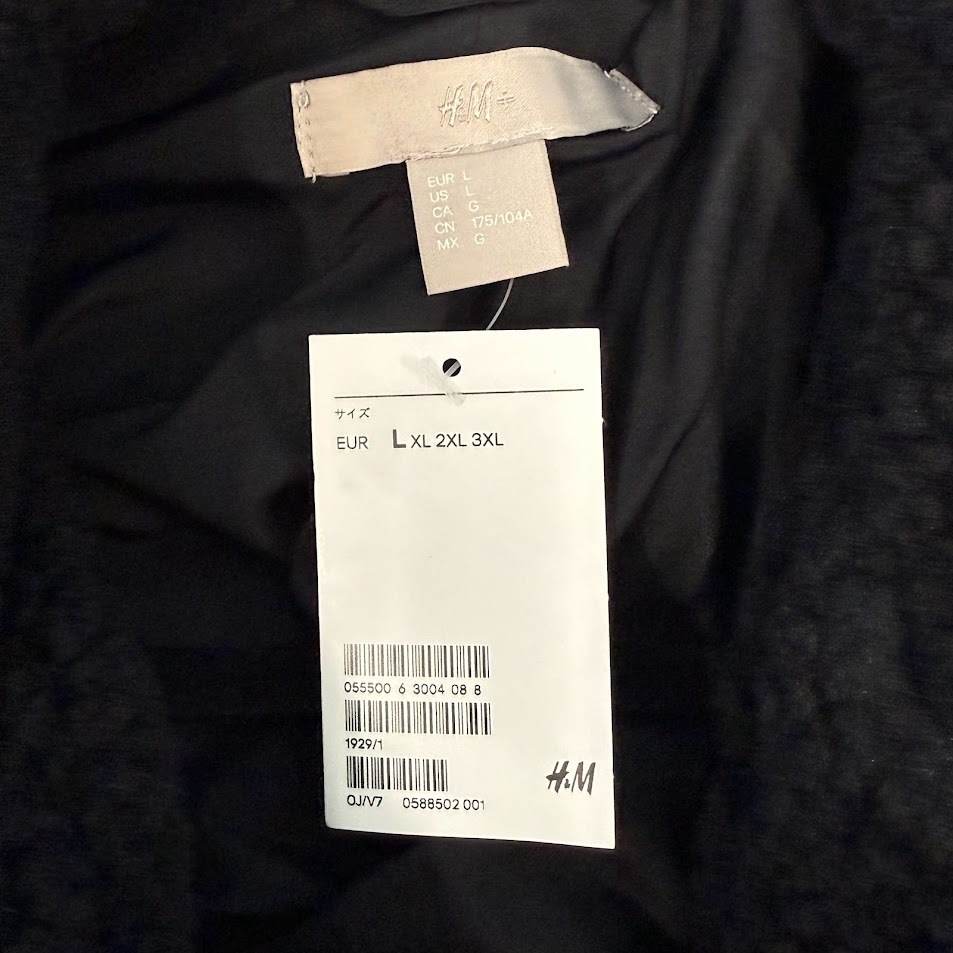 H&M+
EUR L
US L
CA G
CN 175/104A
MX G
サイズ
EUR L XL 2XL 3XL
055500 6 3004 08 8
1929/1
OJ/V7 0588502 001
H&M